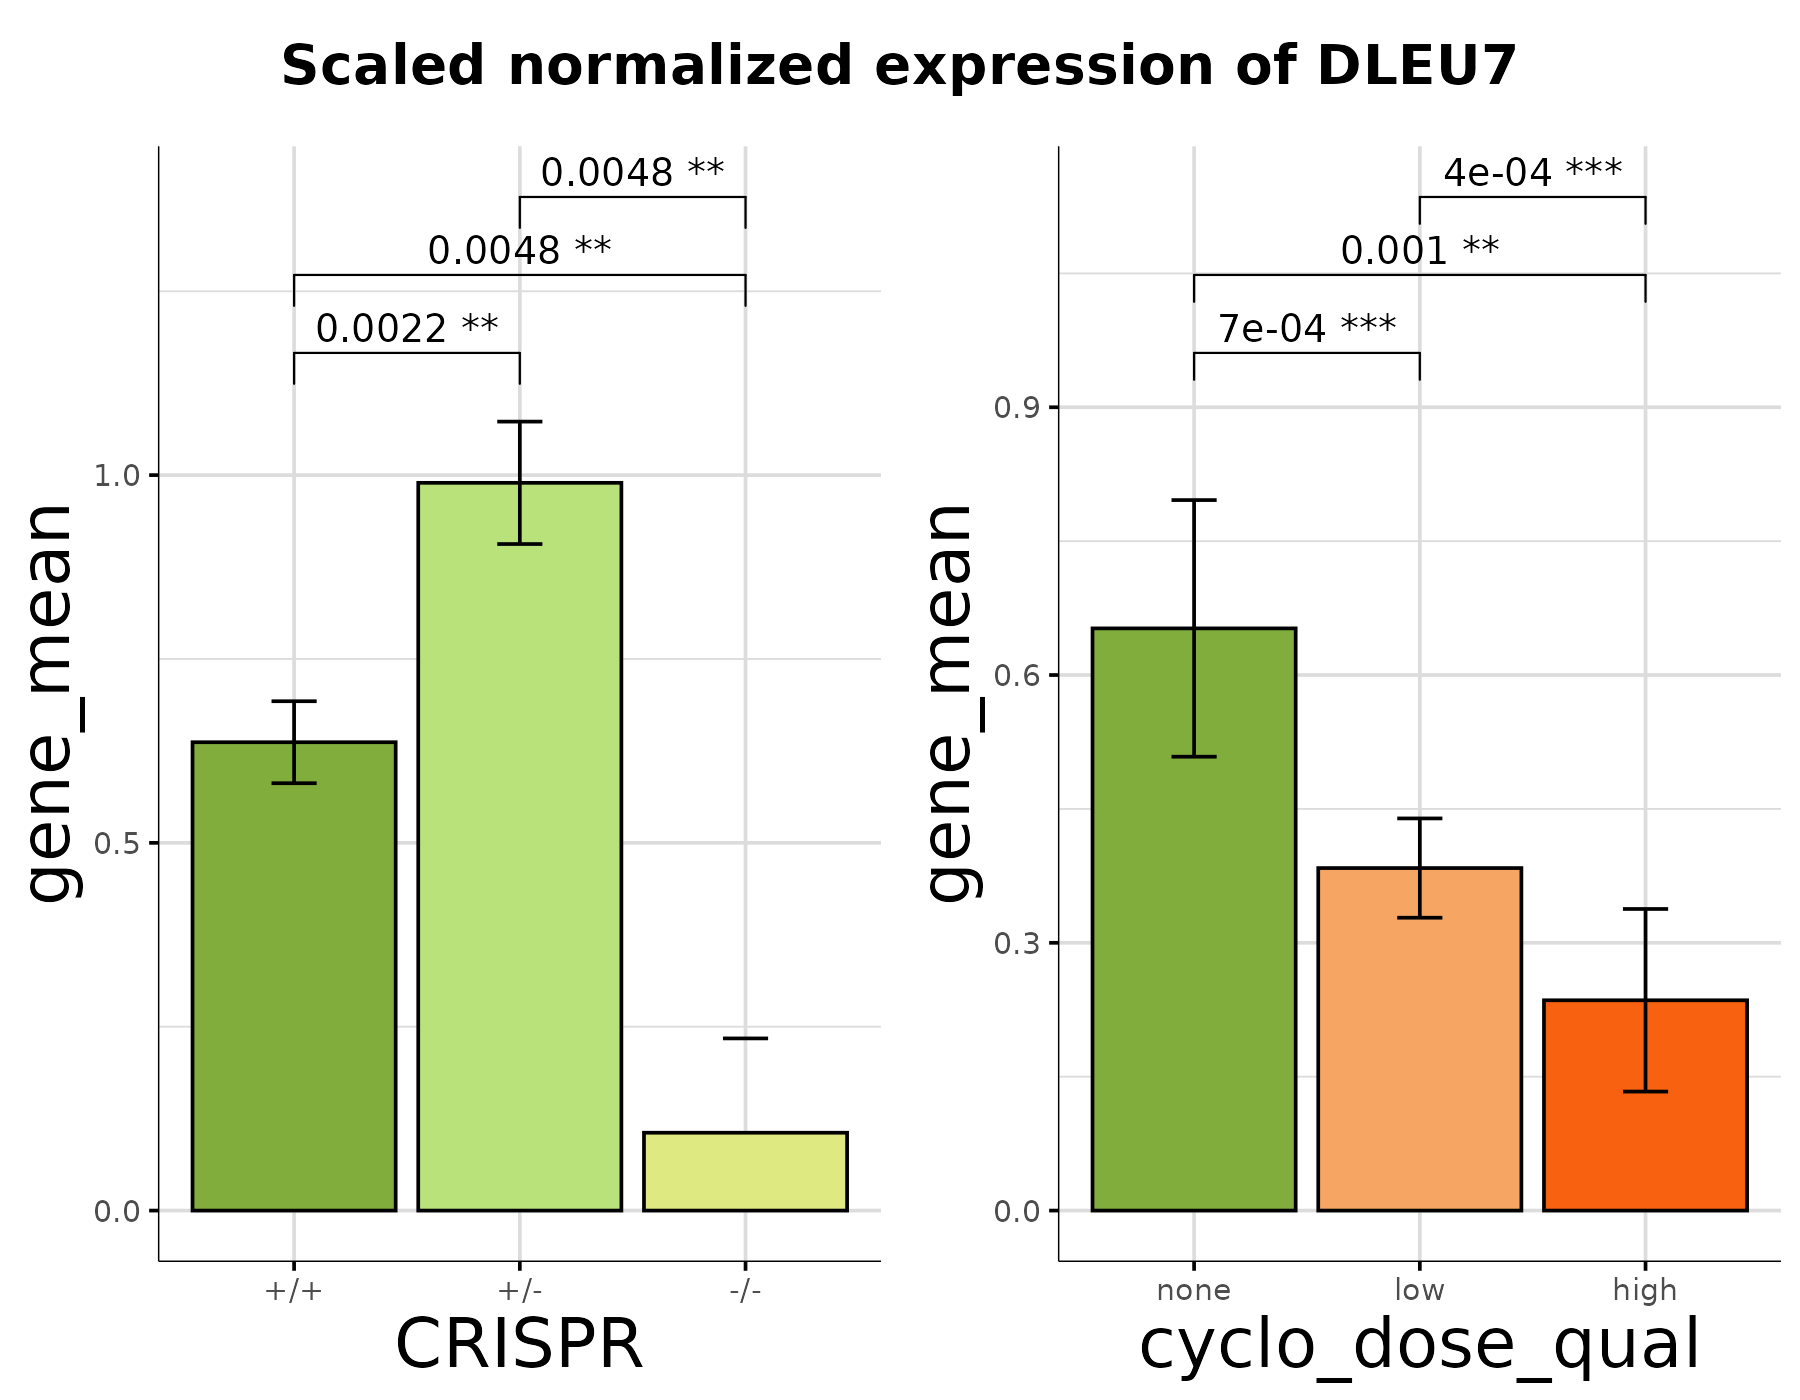 Scaled normalized expression of DLEU7
0.0048 **
0.0048 **
0.0022 **
1.0
0.5
0.0
gene_mean
+/+
+/-
-/-
CRISPR
4e-04 ***
0.001 **
7e-04 ***
0.9
0.6
0.3
0.0
gene_mean
none
low
high
cyclo_dose_qual